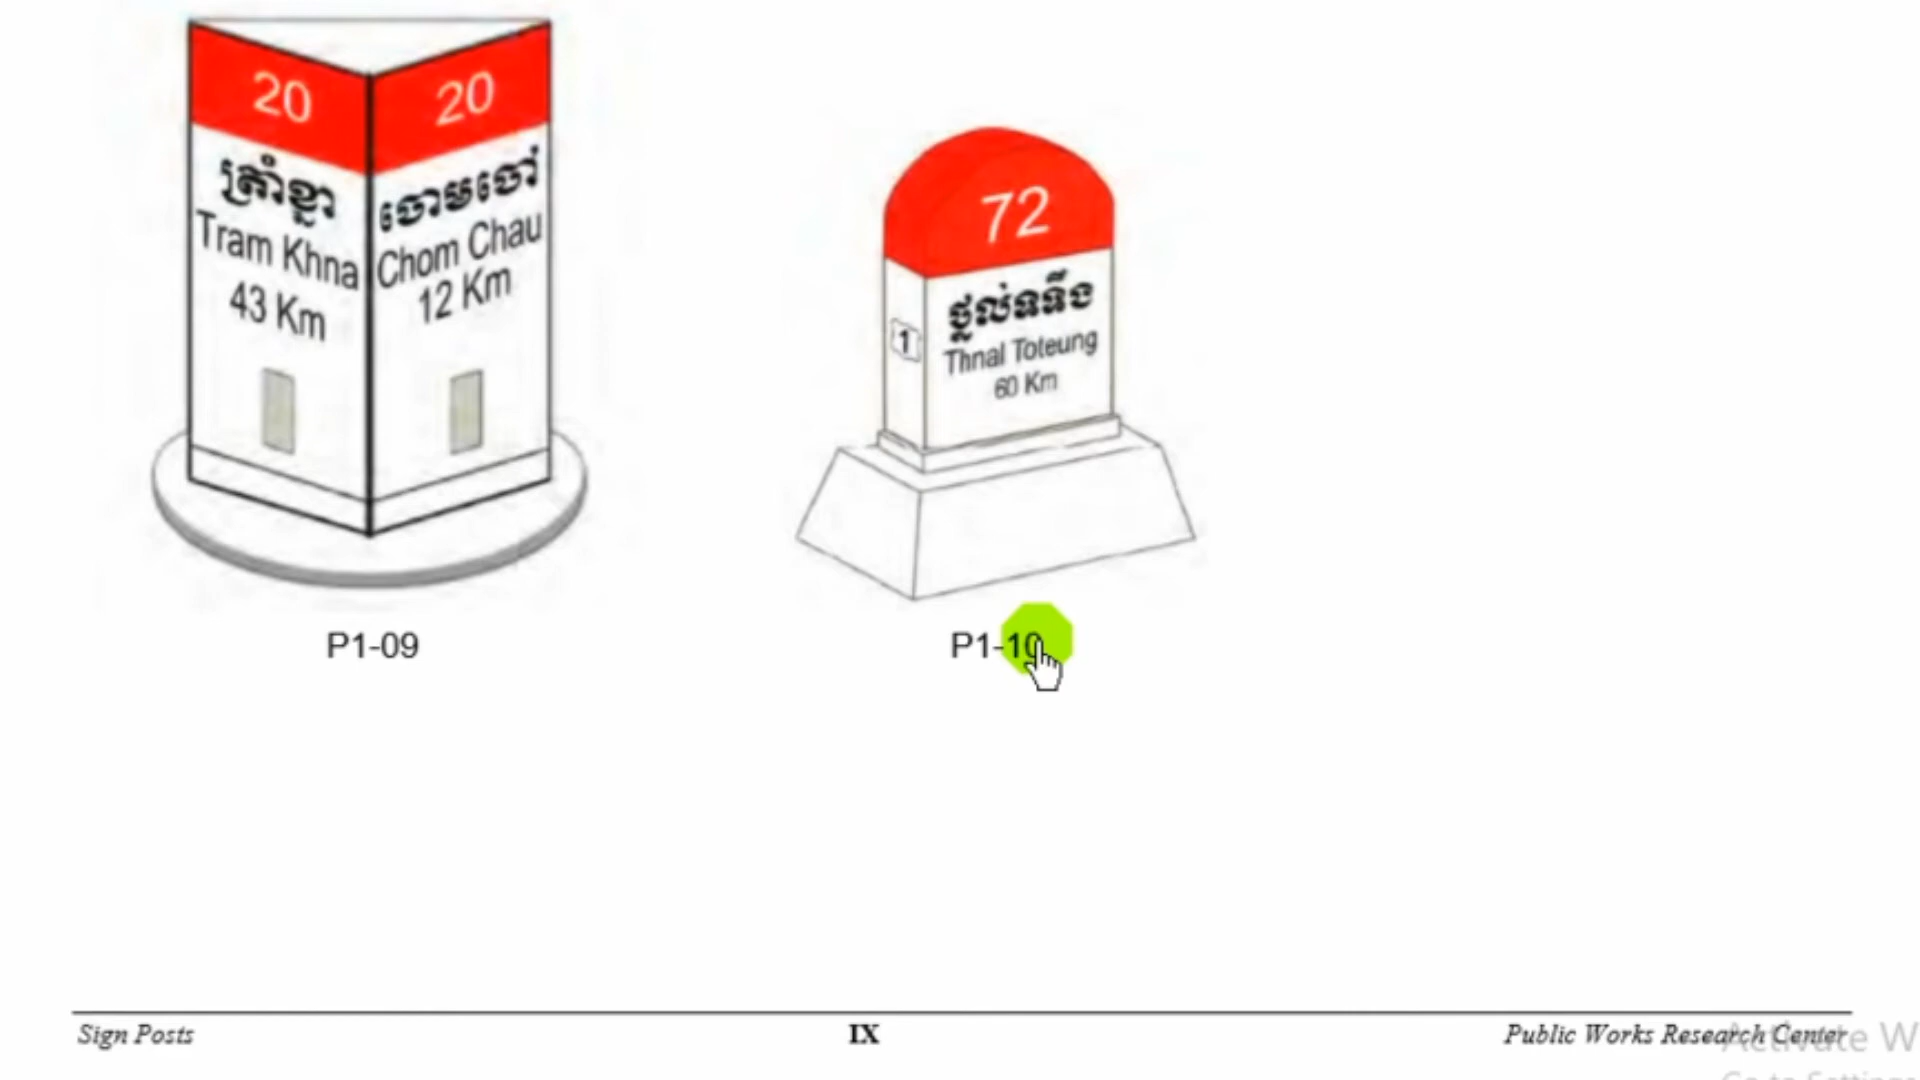 20
ត្រាំខ្នា
Tram Khna
43 Km
20
ចោមចៅ
Chom Chau
12 Km
72
ថ្នល់ទទឹង
Thnal Toteung
60 Km
1
P1-09
P1-10
Sign Posts
IX
Public Works Research Center
Activate W